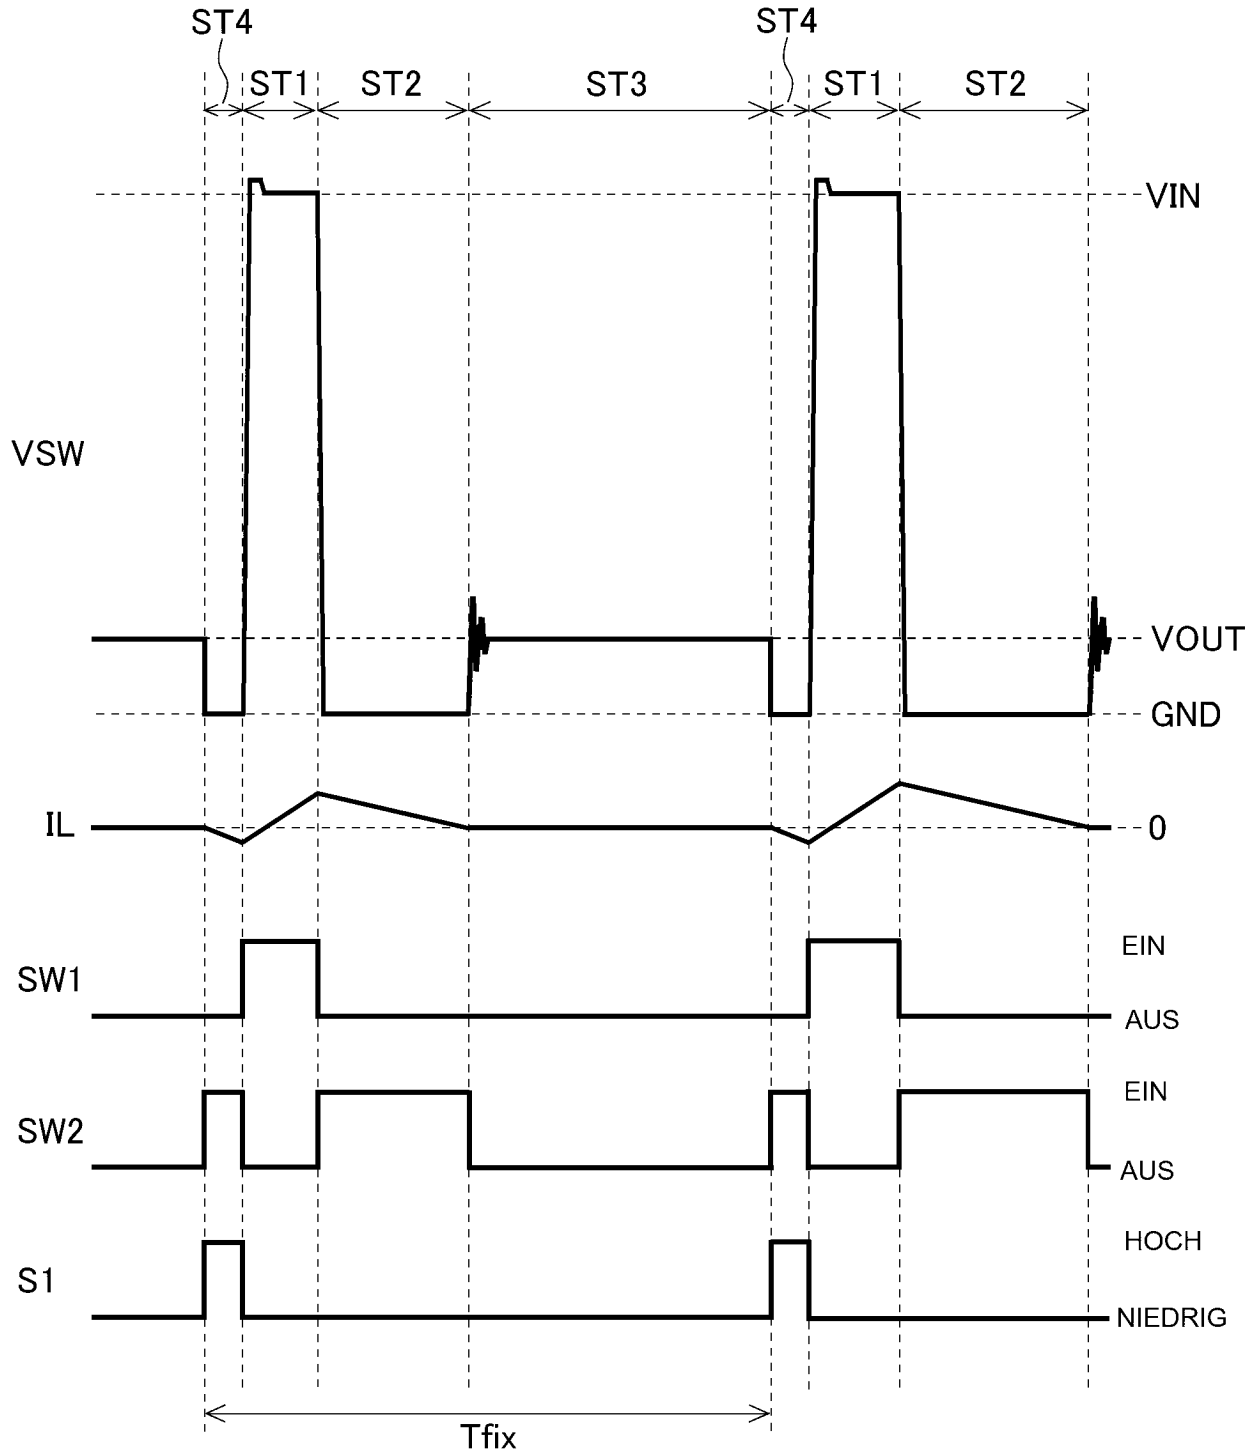 ST4 ST4
ST1 ST2 ST3 ST1 ST2
VIN
VSW
VOUT
GND
IL 0
EIN
SW1
AUS
EIN
SW2
AUS
HOCH
S1
NIEDRIG
Tfix